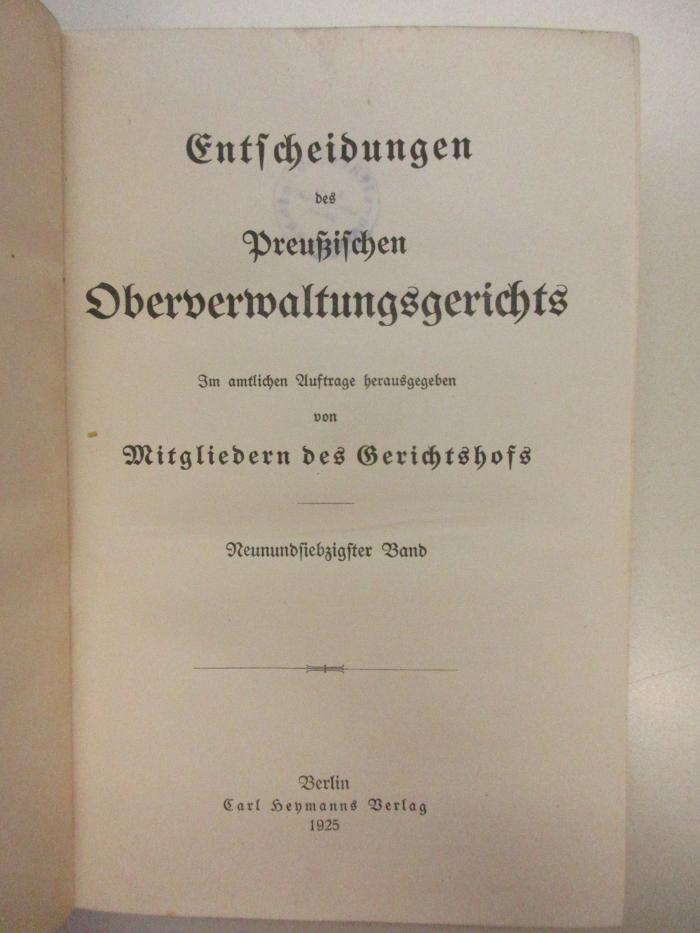 Entscheidungen
des
Preußischen
Oberverwaltungsgerichts
Im amtlichen Auftrage herausgegeben
von
Mitgliedern des Gerichtshofs
Neunundsiebzigster Band
Berlin
Carl Heymanns Verlag
1925